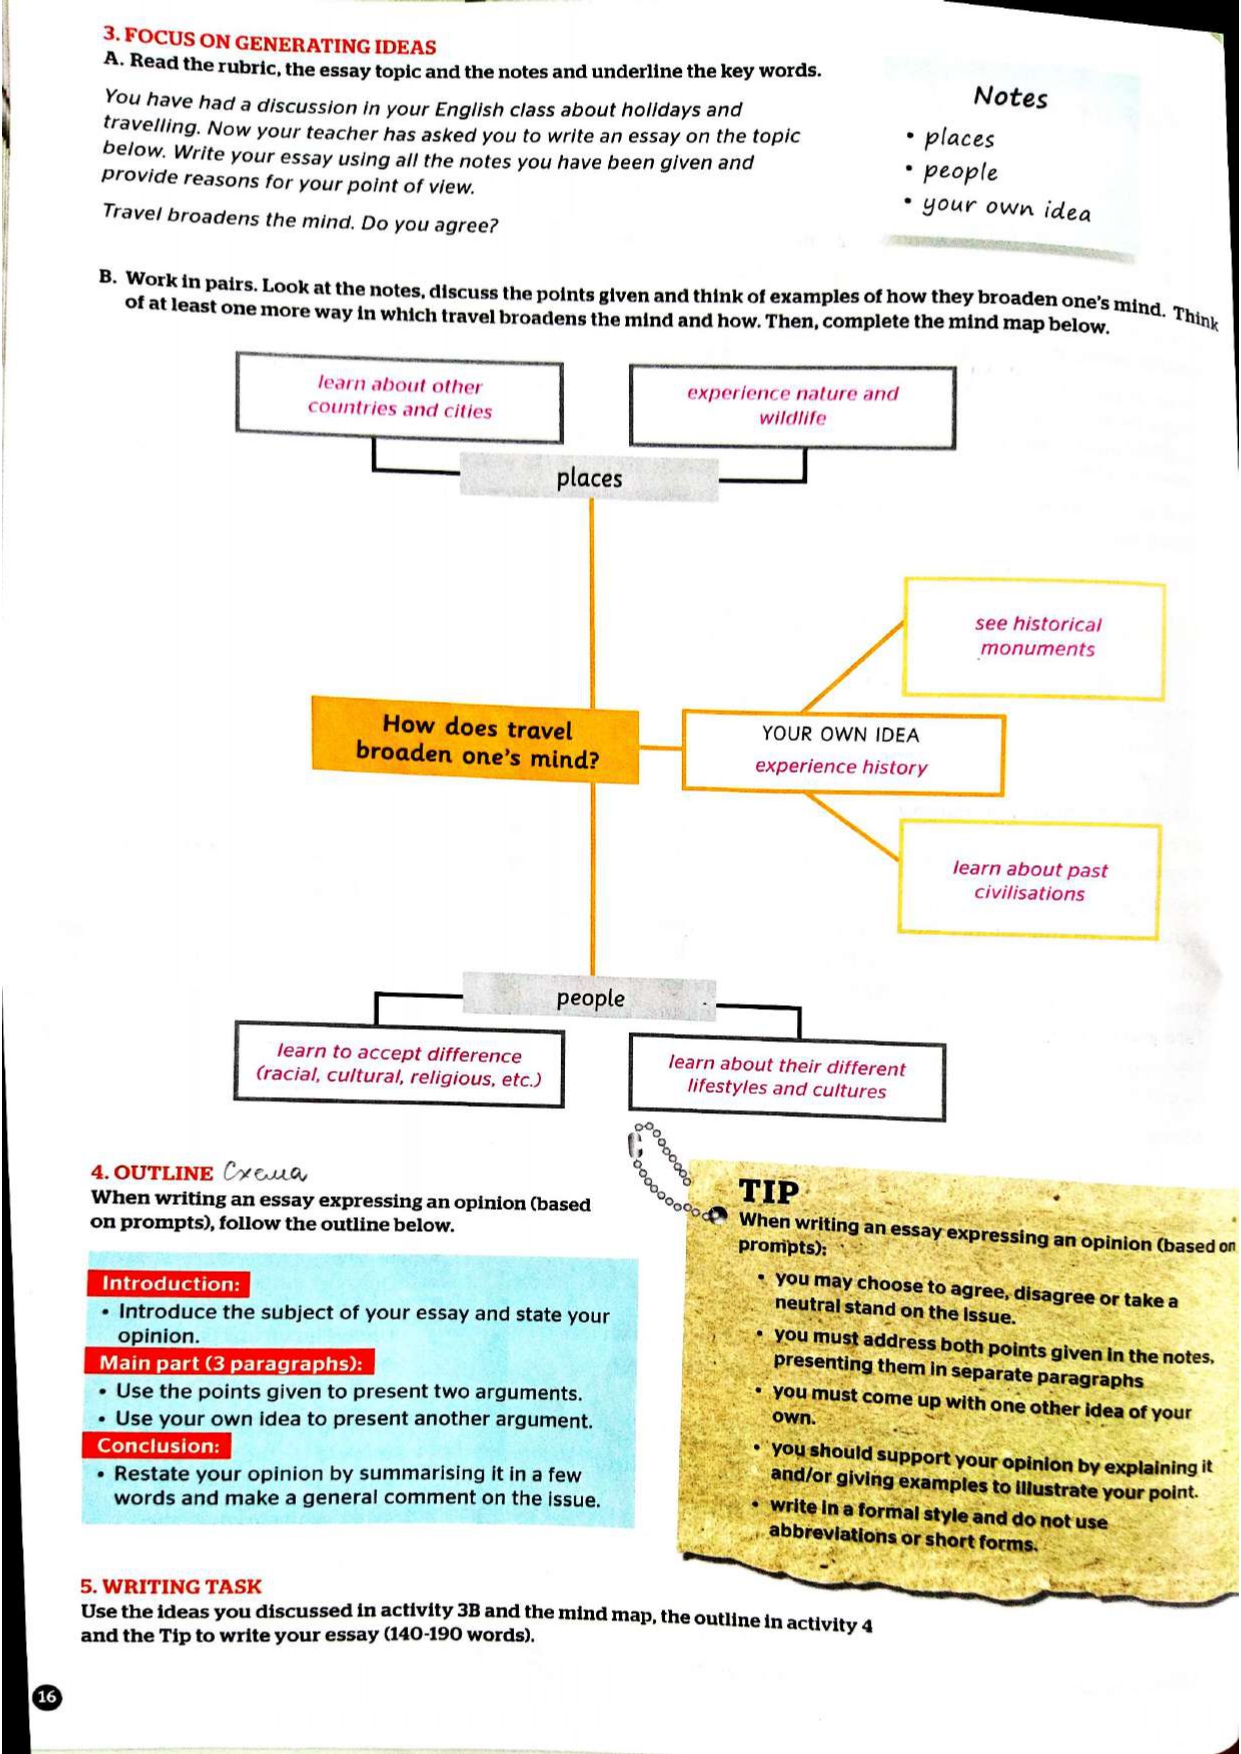 3. FOCUS ON GENERATING IDEAS
A. Read the rubric, the essay topic and the notes and underline the key words.
You have had a discussion in your English class about holidays and
travelling. Now your teacher has asked you to write an essay on the topic
below. Write your essay using all the notes you have been given and
provide reasons for your point of view.
Travel broadens the mind. Do you agree?
Notes
• places
• people
• your own idea
B. Work in pairs. Look at the notes, discuss the points given and think of examples of how they broaden one's mind. Think
of at least one more way in which travel broadens the mind and how. Then, complete the mind map below.
learn about other
countries and cities
experience nature and
wildlife
places
see historical
monuments
How does travel
broaden one's mind?
YOUR OWN IDEA
experience history
learn about past
civilisations
people
learn to accept difference
(racial, cultural, religious, etc.)
learn about their different
lifestyles and cultures
4. OUTLINE Схема
When writing an essay expressing an opinion (based
on prompts), follow the outline below.
Introduction:
• Introduce the subject of your essay and state your
opinion.
Main part (3 paragraphs):
• Use the points given to present two arguments.
• Use your own idea to present another argument.
Conclusion:
• Restate your opinion by summarising it in a few
words and make a general comment on the issue.
TIP
When writing an essay expressing an opinion (based on
prompts):
• you may choose to agree, disagree or take a
neutral stand on the issue.
• you must address both points given in the notes,
presenting them in separate paragraphs
• you must come up with one other idea of your
own.
• you should support your opinion by explaining it
and/or giving examples to illustrate your point.
• write in a formal style and do not use
abbreviations or short forms.
5. WRITING TASK
Use the ideas you discussed in activity 3B and the mind map, the outline in activity 4
and the Tip to write your essay (140-190 words).
16